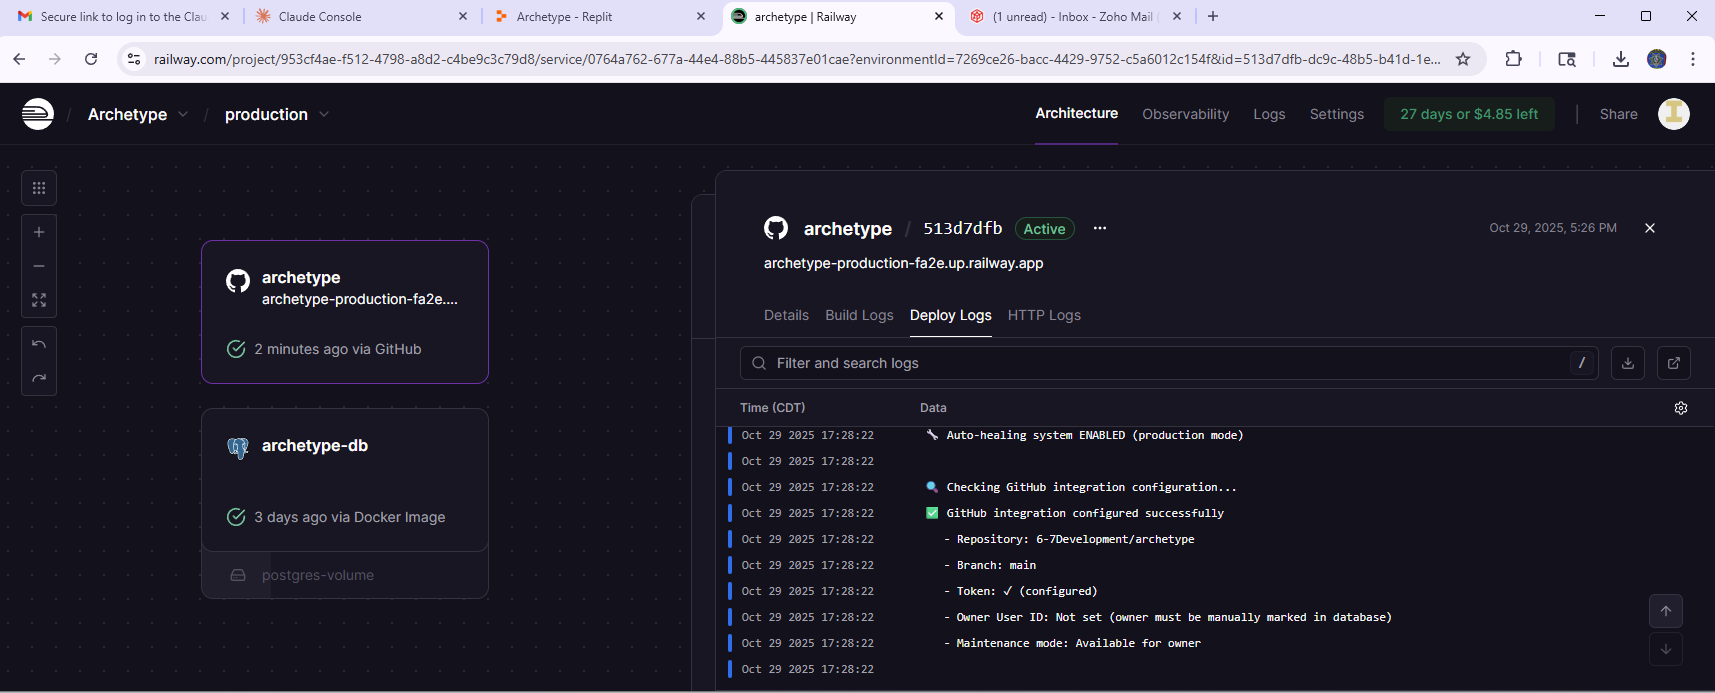 Secure link to log in to the Clau
Claude Console
Archetype - Replit
archetype | Railway
(1 unread) - Inbox - Zoho Mail (
railway.com/project/953cf4ae-f512-4798-a8d2-c4be9c3c79d8/service/0764a762-677a-44e4-88b5-445837e01cae?environmentId=7269ce26-bacc-4429-9752-c5a6012c154f&id=513d7dfb-dc9c-48b5-b41d-1e...
/ Archetype / production
Architecture
Observability
Logs
Settings
27 days or $4.85 left
Share
archetype
archetype-production-fa2e....
2 minutes ago via GitHub
archetype-db
3 days ago via Docker Image
postgres-volume
archetype / 513d7dfb Active ...
Oct 29, 2025, 5:26 PM
archetype-production-fa2e.up.railway.app
Details Build Logs Deploy Logs HTTP Logs
Filter and search logs /
Time (CDT) Data
Oct 29 2025 17:28:22 🔧 Auto-healing system ENABLED (production mode)
Oct 29 2025 17:28:22
Oct 29 2025 17:28:22 🔍 Checking GitHub integration configuration...
Oct 29 2025 17:28:22 ✅ GitHub integration configured successfully
Oct 29 2025 17:28:22 - Repository: 6-7Development/archetype
Oct 29 2025 17:28:22 - Branch: main
Oct 29 2025 17:28:22 - Token: ✓ (configured)
Oct 29 2025 17:28:22 - Owner User ID: Not set (owner must be manually marked in database)
Oct 29 2025 17:28:22 - Maintenance mode: Available for owner
Oct 29 2025 17:28:22